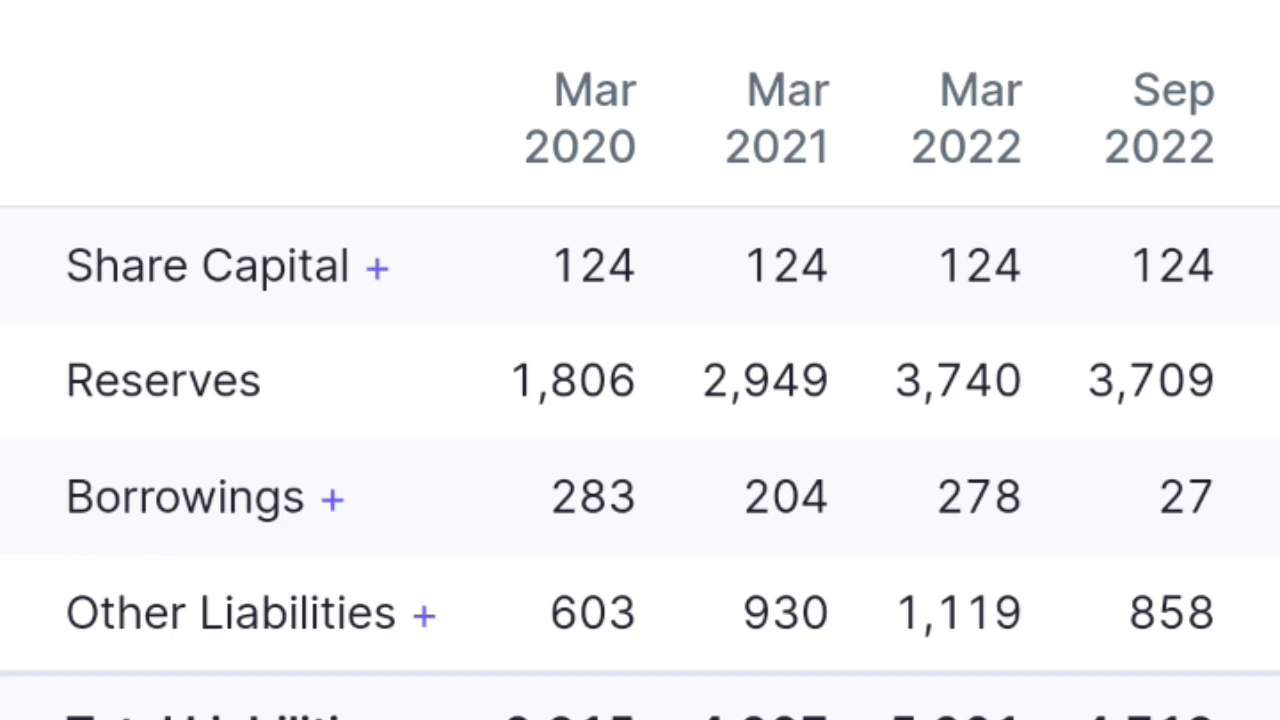 Mar Mar Mar Sep
2020 2021 2022 2022
Share Capital + 124 124 124 124
Reserves 1,806 2,949 3,740 3,709
Borrowings + 283 204 278 27
Other Liabilities + 603 930 1,119 858